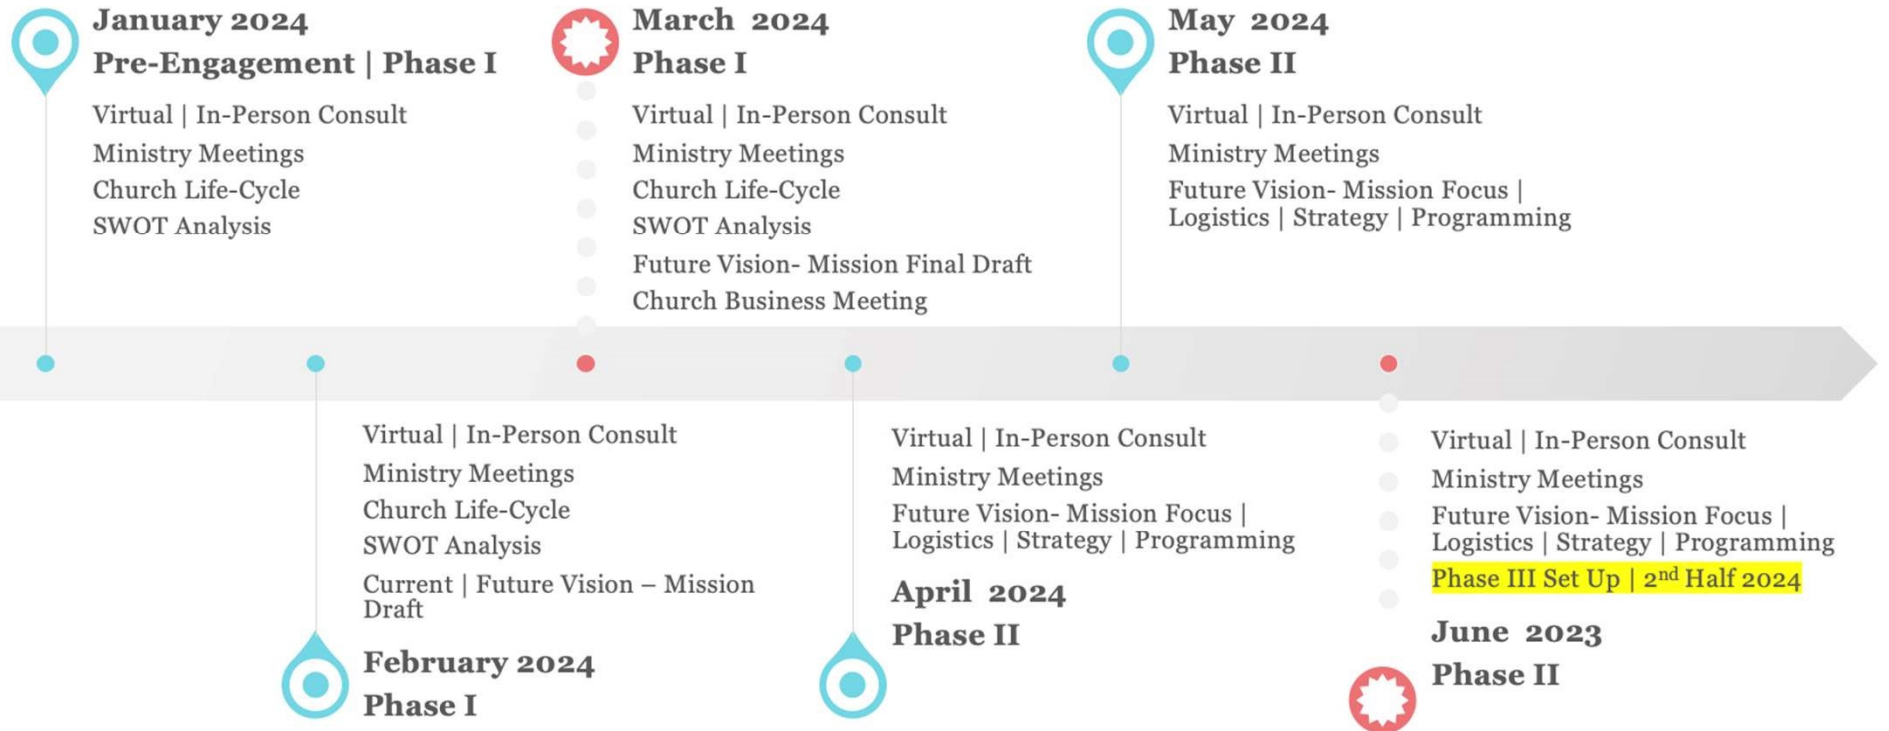 January 2024
Pre-Engagement | Phase I
Virtual | In-Person Consult
Ministry Meetings
Church Life-Cycle
SWOT Analysis
March 2024
Phase I
Virtual | In-Person Consult
Ministry Meetings
Church Life-Cycle
SWOT Analysis
Future Vision- Mission Final Draft
Church Business Meeting
May 2024
Phase II
Virtual | In-Person Consult
Ministry Meetings
Future Vision- Mission Focus |
Logistics | Strategy | Programming
Virtual | In-Person Consult
Ministry Meetings
Church Life-Cycle
SWOT Analysis
Current | Future Vision – Mission
Draft
February 2024
Phase I
Virtual | In-Person Consult
Ministry Meetings
Future Vision- Mission Focus |
Logistics | Strategy | Programming
April 2024
Phase II
Virtual | In-Person Consult
Ministry Meetings
Future Vision- Mission Focus |
Logistics | Strategy | Programming
Phase III Set Up | 2nd Half 2024
June 2023
Phase II